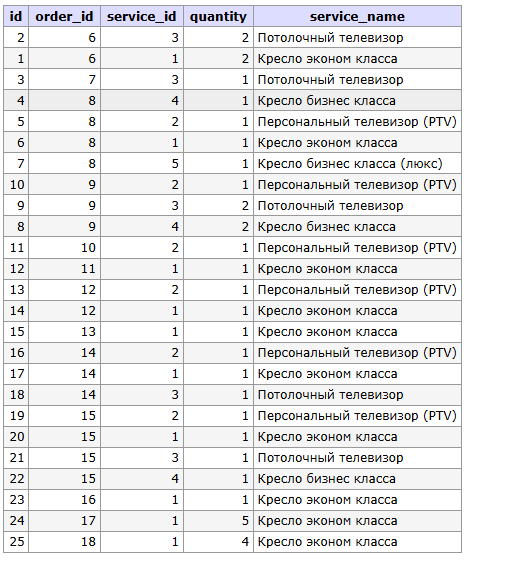 id order_id service_id quantity service_name
2 6 3 2 Потолочный телевизор
1 6 1 2 Кресло эконом класса
3 7 3 1 Потолочный телевизор
4 8 4 1 Кресло бизнес класса
5 8 2 1 Персональный телевизор (PTV)
6 8 1 1 Кресло эконом класса
7 8 5 1 Кресло бизнес класса (люкс)
10 9 2 1 Персональный телевизор (PTV)
9 9 3 2 Потолочный телевизор
8 9 4 2 Кресло бизнес класса
11 10 2 1 Персональный телевизор (PTV)
12 11 1 1 Кресло эконом класса
13 12 2 1 Персональный телевизор (PTV)
14 12 1 1 Кресло эконом класса
15 13 1 1 Кресло эконом класса
16 14 2 1 Персональный телевизор (PTV)
17 14 1 1 Кресло эконом класса
18 14 3 1 Потолочный телевизор
19 15 2 1 Персональный телевизор (PTV)
20 15 1 1 Кресло эконом класса
21 15 3 1 Потолочный телевизор
22 15 4 1 Кресло бизнес класса
23 16 1 1 Кресло эконом класса
24 17 1 5 Кресло эконом класса
25 18 1 4 Кресло эконом класса